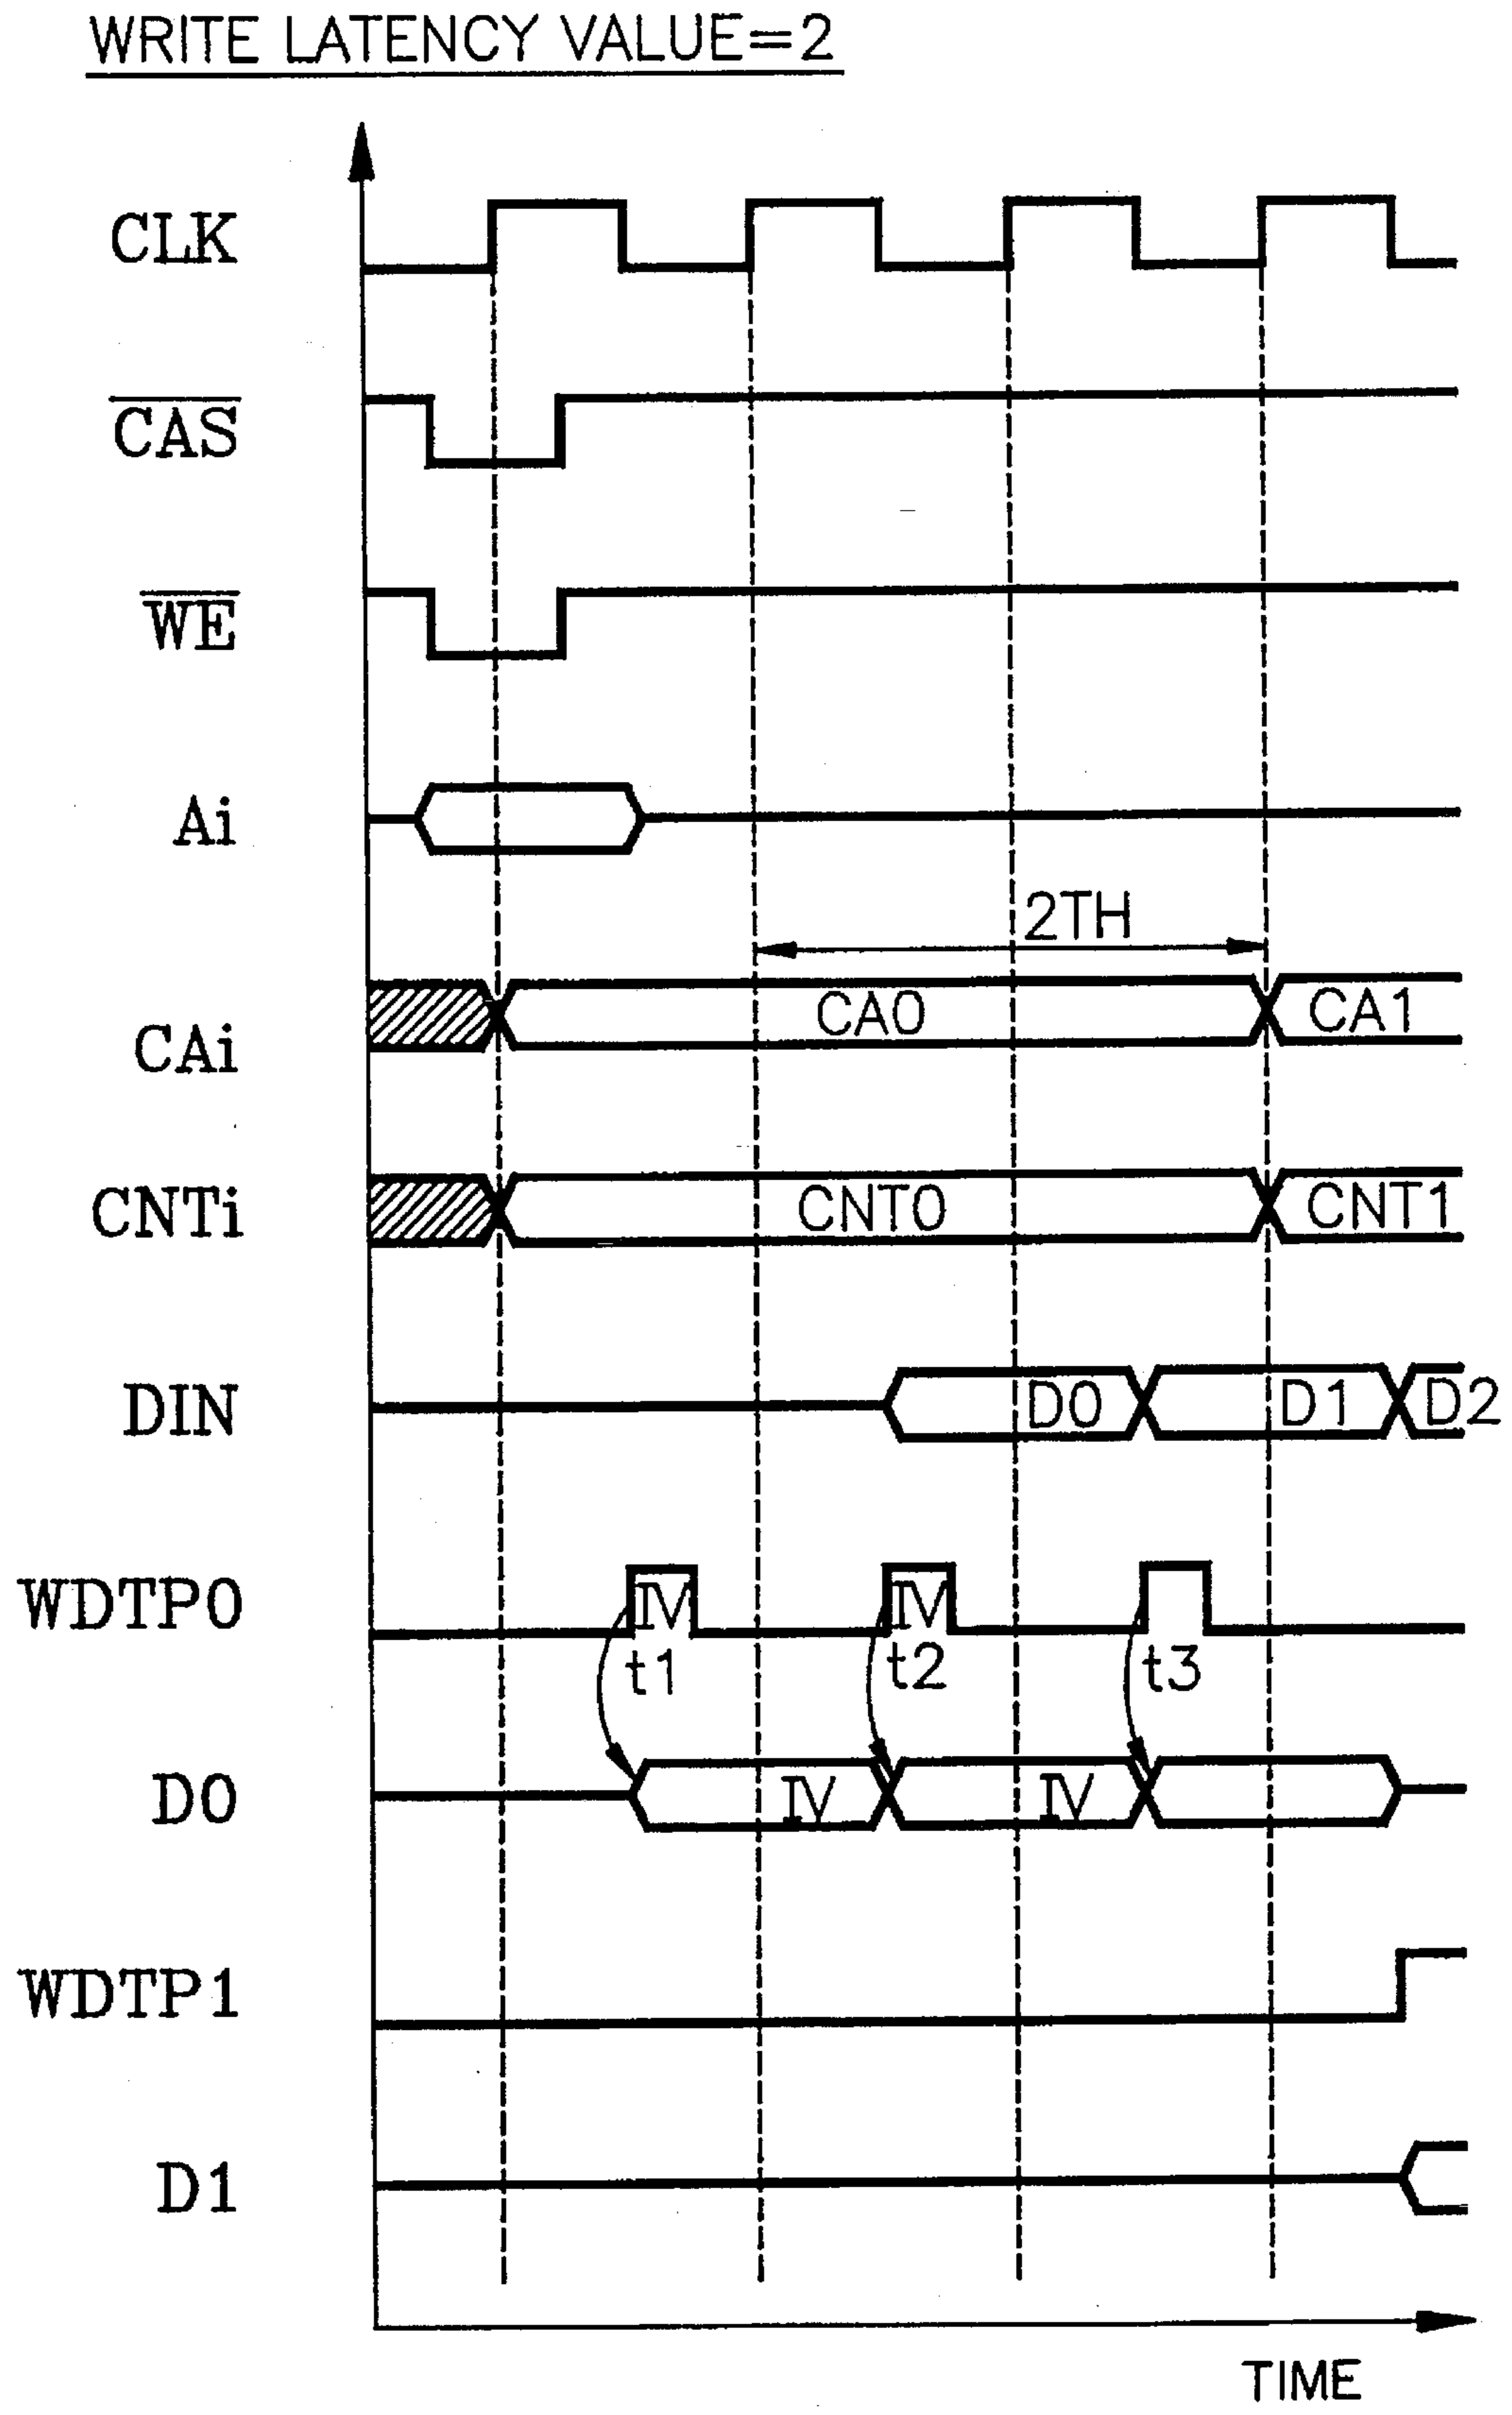 WRITE LATENCY VALUE=2
CLK
CAS
WE
Ai
2TH
CAi CA0 CA1
CNTi CNT0 CNT1
DIN D0 D1 D2
WDTP0 IV IV
t1 t2 t3
D0 IV IV
WDTP1
D1
TIME